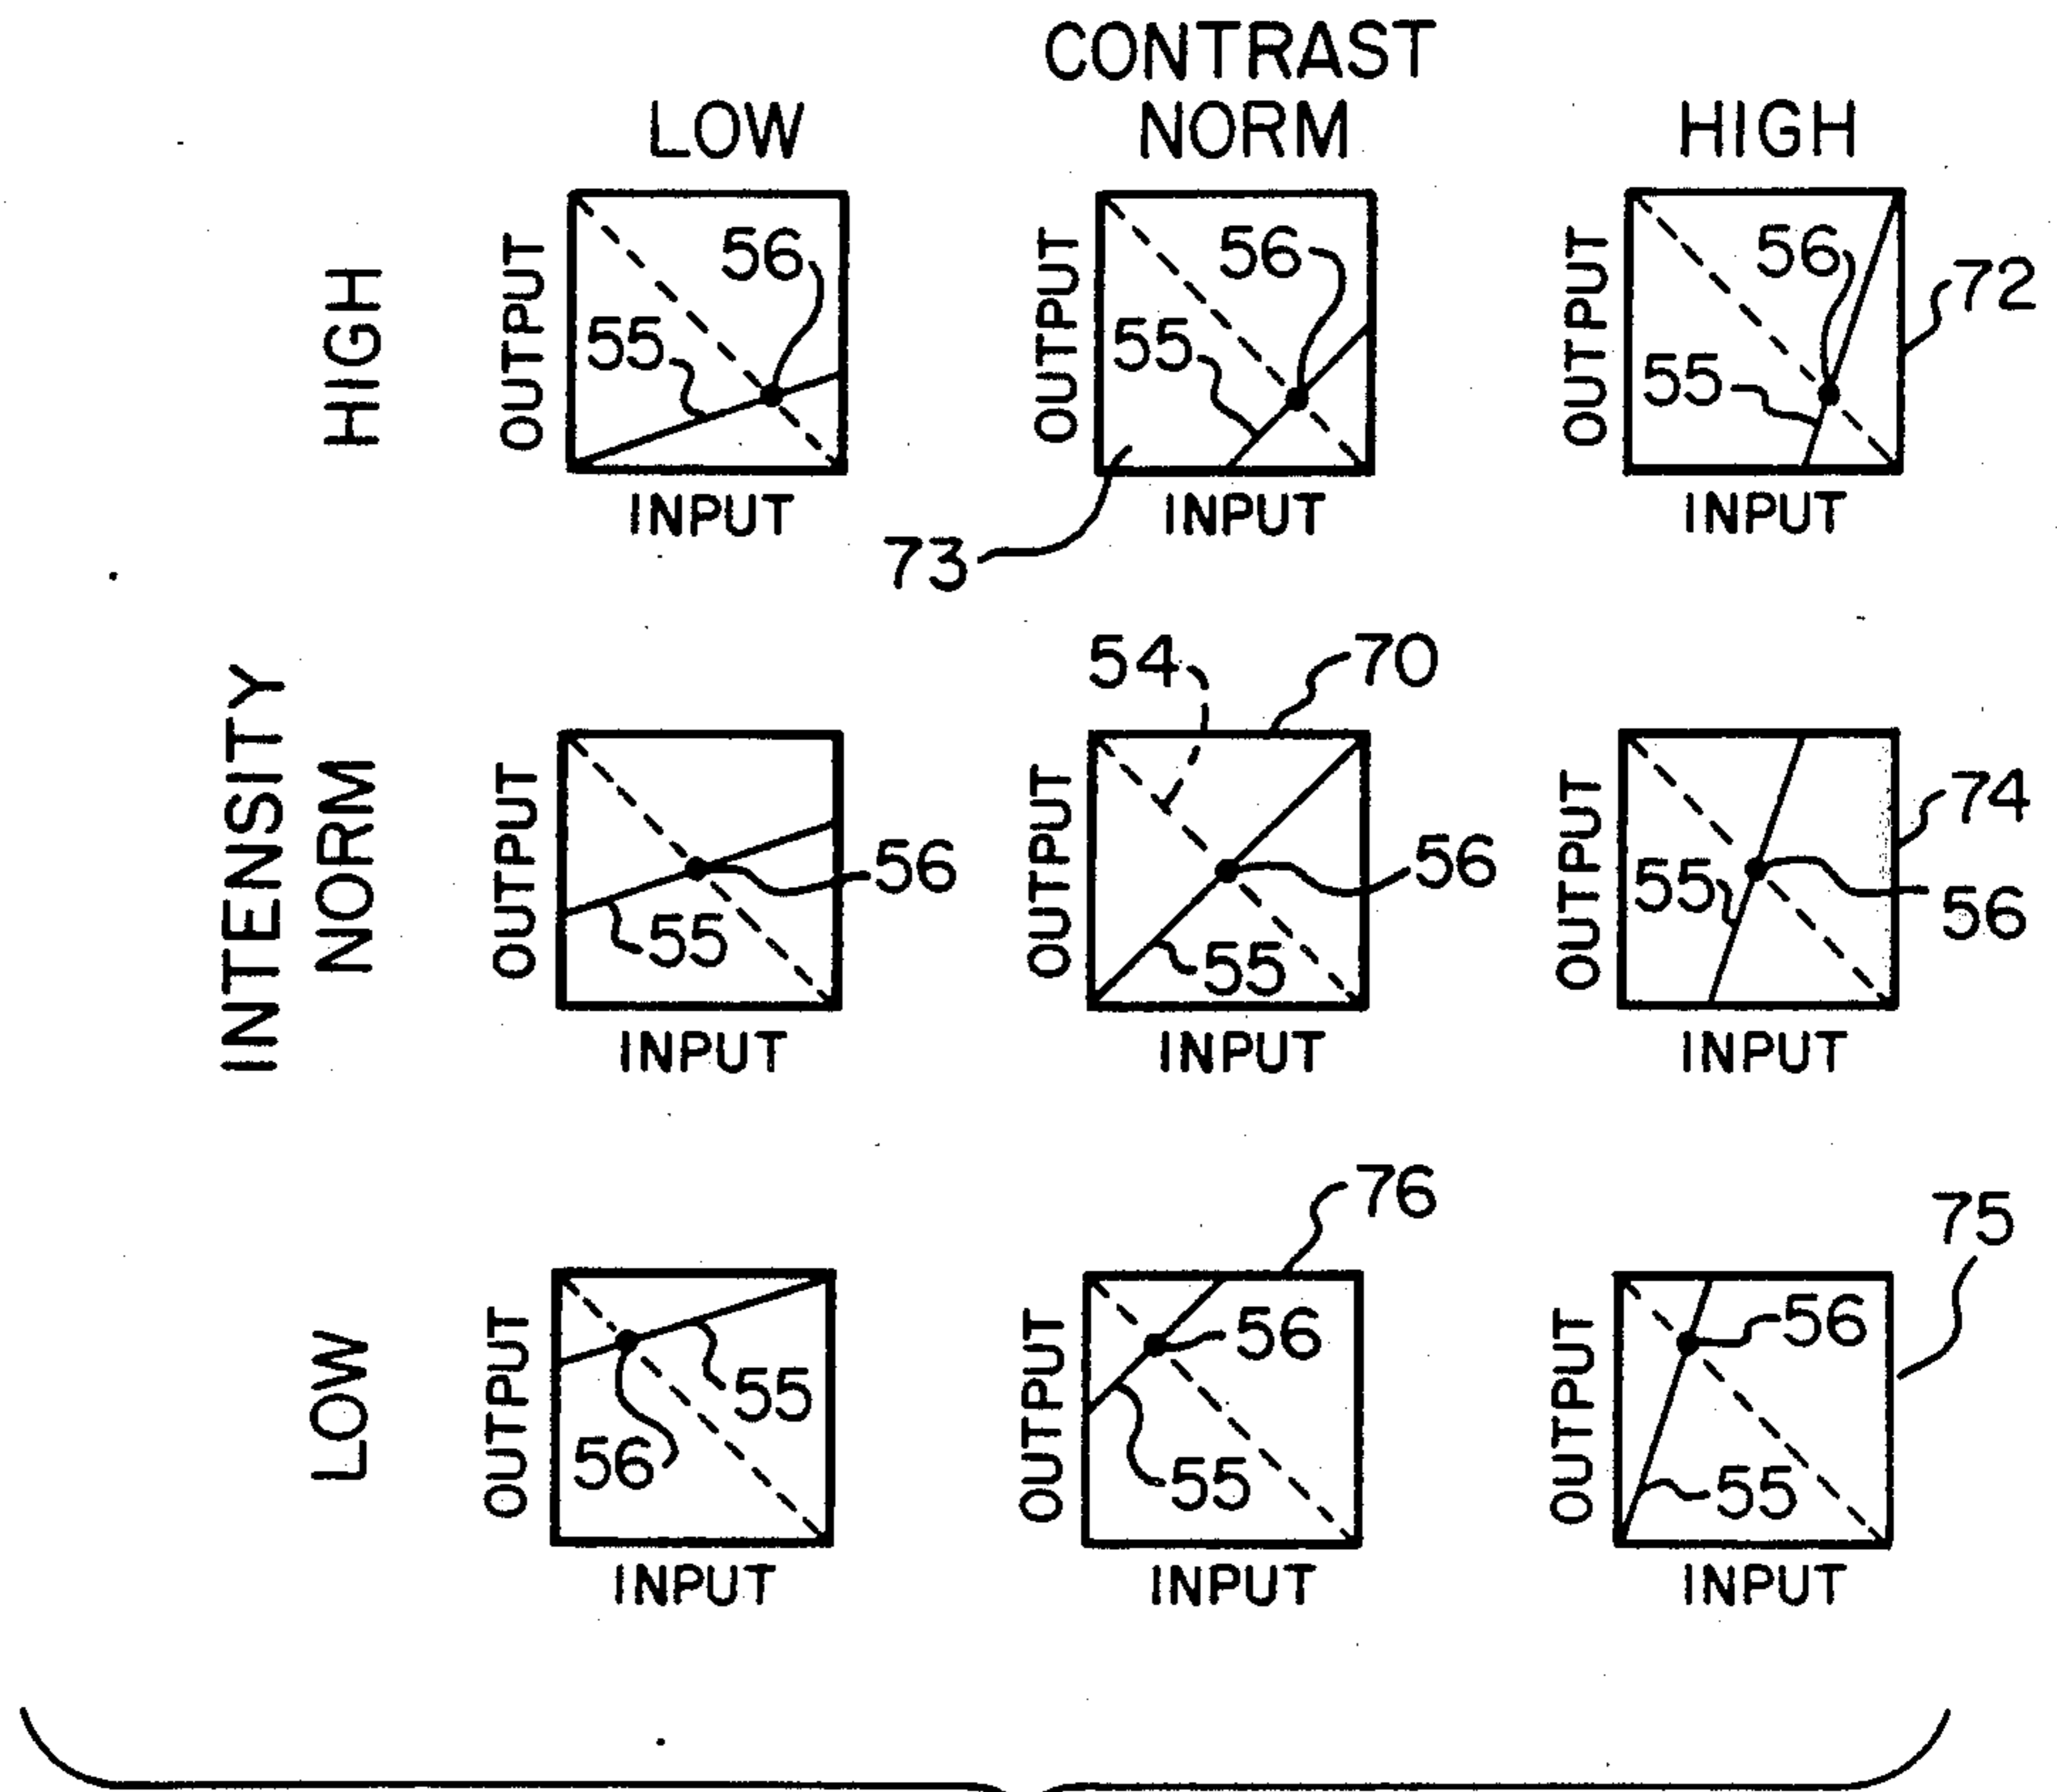 CONTRAST
LOW NORM HIGH
HIGH
OUTPUT 56 55 INPUT
OUTPUT 56 55 INPUT 73
OUTPUT 56 55 INPUT 72
INTENSITY
NORM
OUTPUT 56 55 INPUT
54 70 OUTPUT 56 55 INPUT
OUTPUT 55 74 56 INPUT
LOW
OUTPUT 55 56 INPUT
76 OUTPUT 56 55 INPUT
75 OUTPUT 56 55 INPUT